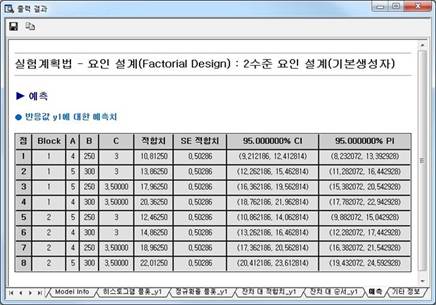 출력 결과
실험계획법 - 요인 설계(Factorial Design) : 2수준 요인 설계(기본생성자)
▶ 예측
● 반응값 y1에 대한 예측치
점 Block A B C 적합치 SE 적합치 95.000000% CI 95.000000% PI
1 1 4 250 3 10,81250 0,50286 (9,212186, 12,412814) (8,232072, 13,392928)
2 1 5 300 3 13,86250 0,50286 (12,262186, 15,462814) (11,282072, 16,442928)
3 1 5 250 3,50000 17,96250 0,50286 (16,362186, 19,562814) (15,382072, 20,542928)
4 1 4 300 3,50000 20,36250 0,50286 (18,762186, 21,962814) (17,782072, 22,942928)
5 2 5 250 3 12,46250 0,50286 (10,862186, 14,062814) (9,882072, 15,042928)
6 2 4 300 3 14,86250 0,50286 (13,262186, 16,462814) (12,282072, 17,442928)
7 2 4 250 3,50000 18,96250 0,50286 (17,362186, 20,562814) (16,382072, 21,542928)
8 2 5 300 3,50000 22,01250 0,50286 (20,412186, 23,612814) (19,432072, 24,592928)
Model Info 히스토그램 플롯_y1 정규확률 플롯_y1 잔차 대 적합치_y1 잔차 대 순서_y1 예측 기타 정보